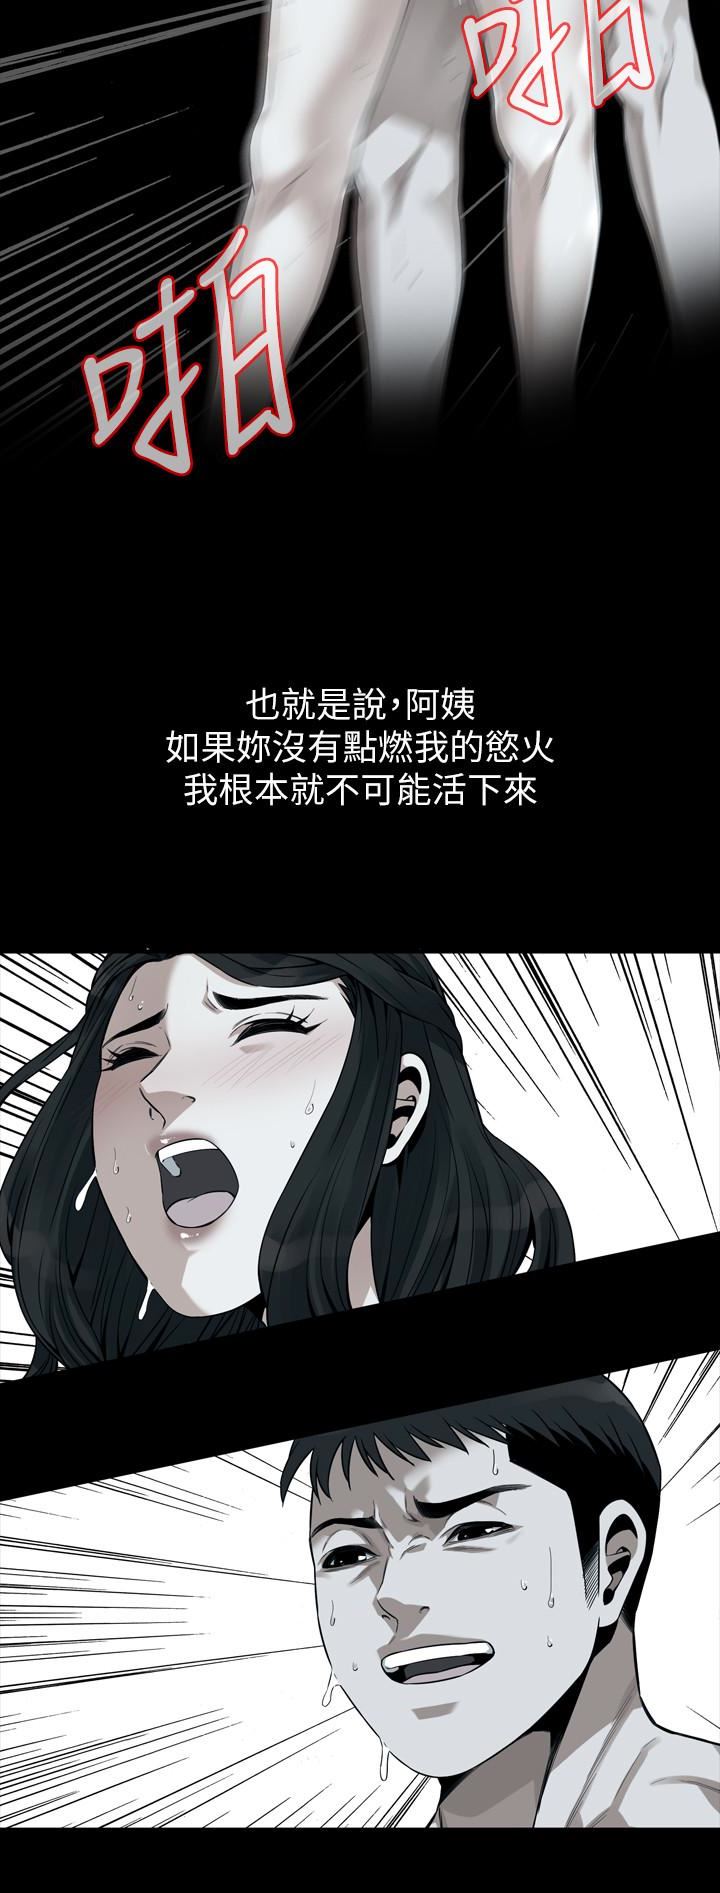 啪
啪
也就是說,阿姨
如果妳沒有點燃我的慾火
我根本就不可能活下來